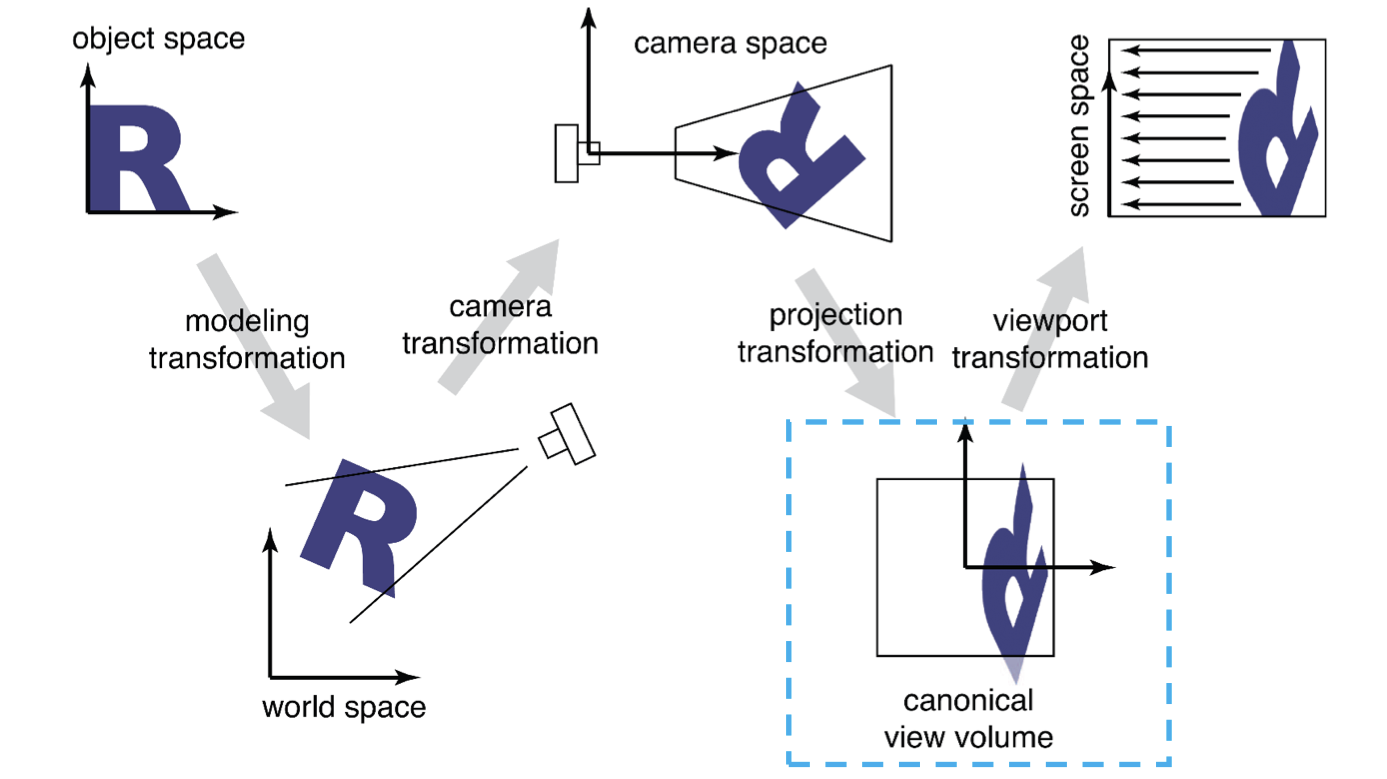 object space
camera space
screen space
modeling
transformation
camera
transformation
projection
transformation
viewport
transformation
world space
canonical
view volume